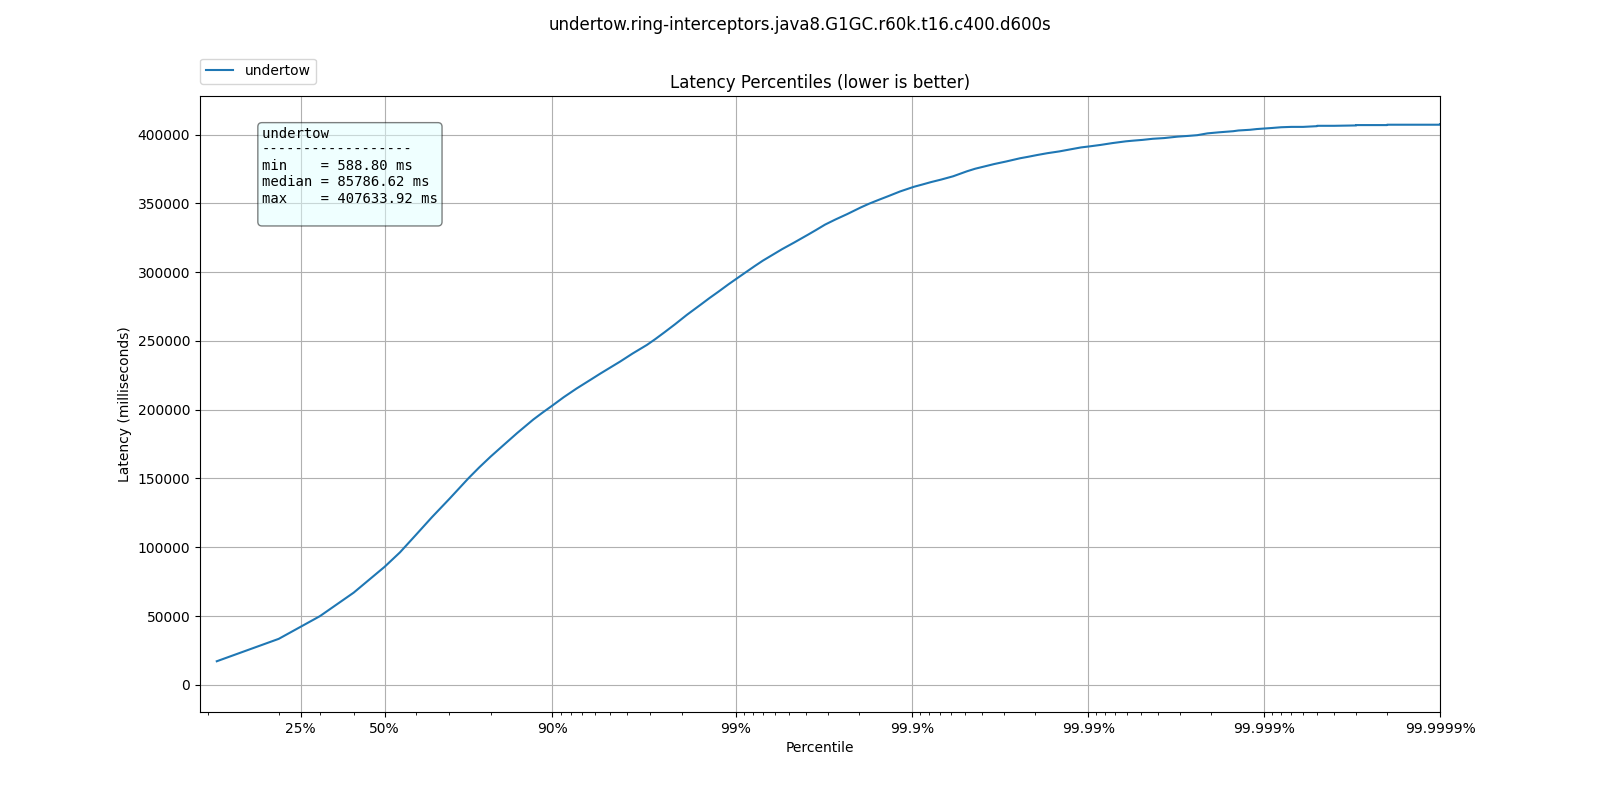 undertow.ring-interceptors.java8.G1GC.r60k.t16.c400.d600s
undertow
Latency Percentiles (lower is better)
undertow
------------------
min    = 588.80 ms
median = 85786.62 ms
max    = 407633.92 ms
400000
350000
300000
250000
200000
150000
100000
50000
0
Latency (milliseconds)
25% 50% 90% 99% 99.9% 99.99% 99.999% 99.9999%
Percentile